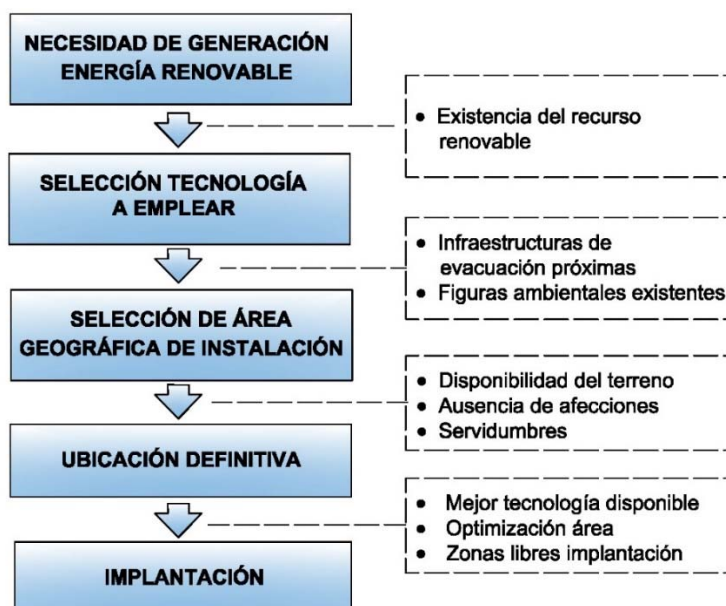 NECESIDAD DE GENERACIÓN
ENERGÍA RENOVABLE
• Existencia del recurso
renovable
SELECCIÓN TECNOLOGÍA
A EMPLEAR
• Infraestructuras de
evacuación próximas
• Figuras ambientales existentes
SELECCIÓN DE ÁREA
GEOGRÁFICA DE INSTALACIÓN
• Disponibilidad del terreno
• Ausencia de afecciones
• Servidumbres
UBICACIÓN DEFINITIVA
• Mejor tecnología disponible
• Optimización área
• Zonas libres implantación
IMPLANTACIÓN